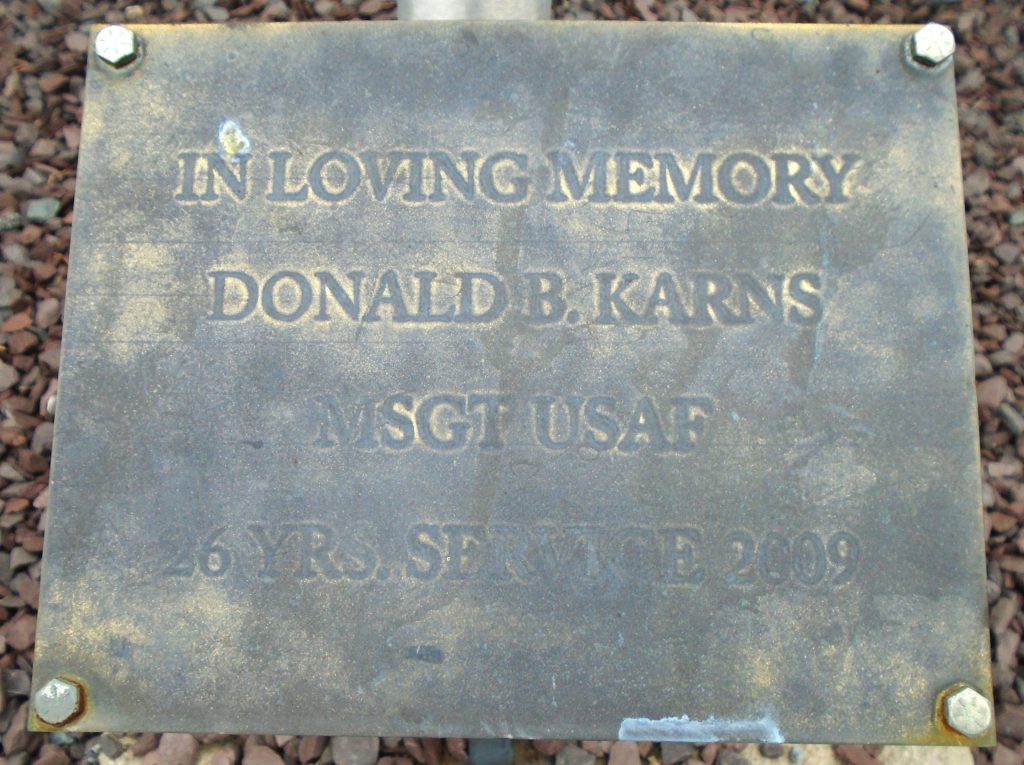 IN LOVING MEMORY
DONALD B. KARNS
MSGT USAF
26 YRS. SERVICE 2009